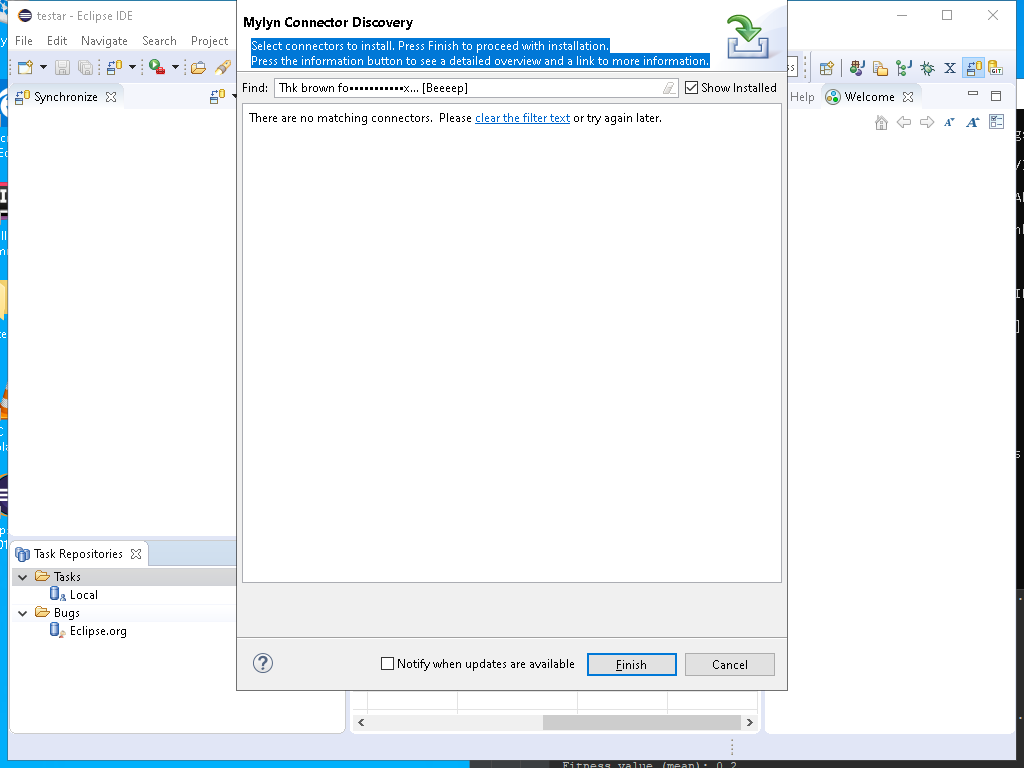 testar - Eclipse IDE
File Edit Navigate Search Project
Help
Synchronize
Welcome
Mylyn Connector Discovery
Select connectors to install. Press Finish to proceed with installation.
Press the information button to see a detailed overview and a link to more information.
Find: Thk brown fo••••••••••••x... [Beeeep] Show Installed
There are no matching connectors. Please clear the filter text or try again later.
Task Repositories
Tasks
Local
Bugs
Eclipse.org
Notify when updates are available
Finish Cancel
Fitness value (mean): 0.2